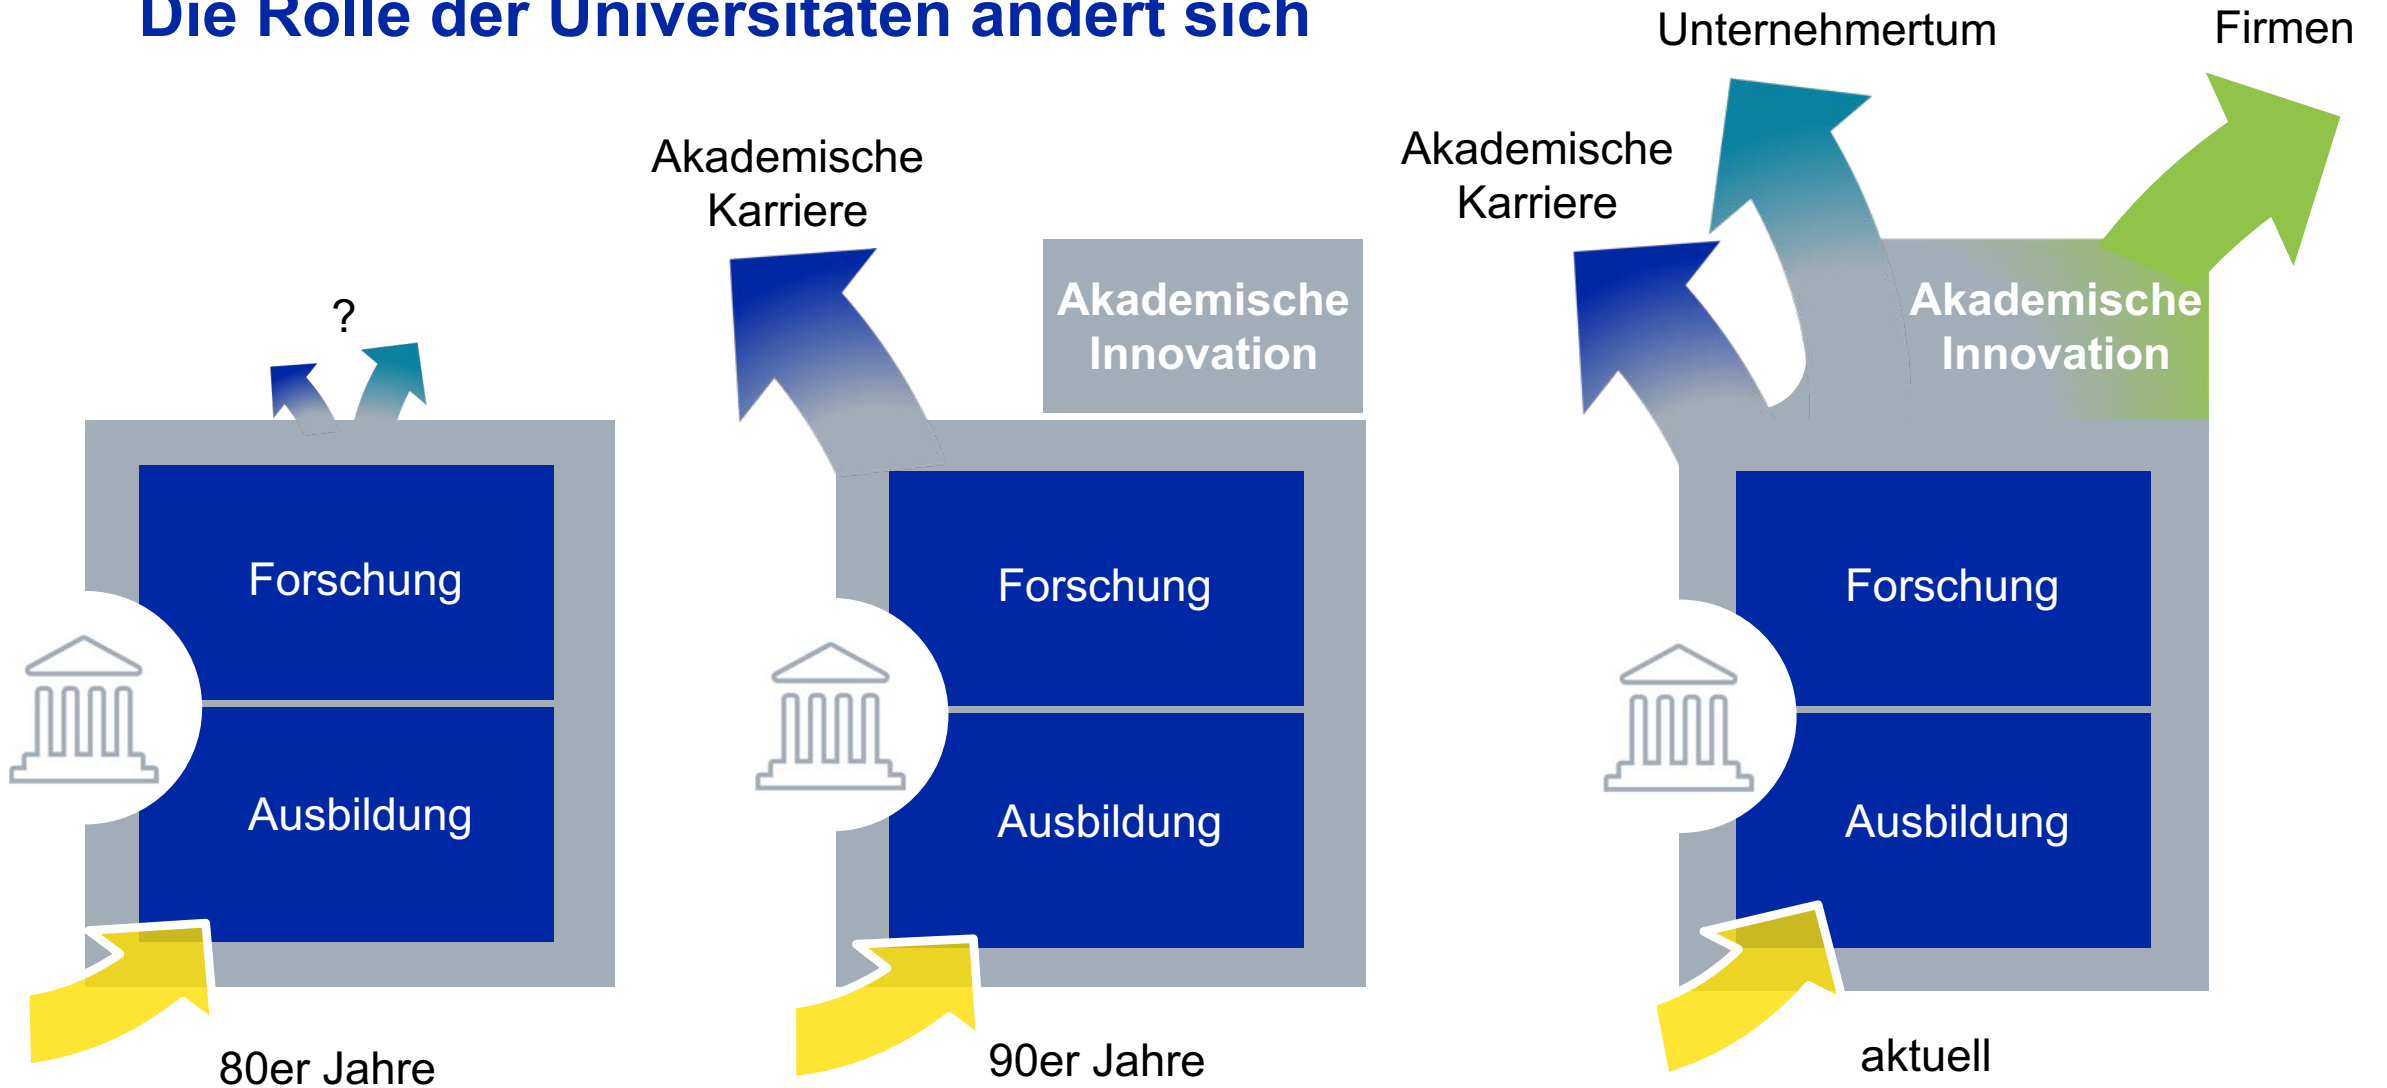 Die Rolle der Universitäten ändert sich
?
Forschung
Ausbildung
80er Jahre
Akademische
Karriere
Akademische
Innovation
Forschung
Ausbildung
90er Jahre
Akademische
Karriere
Unternehmertum
Firmen
Akademische
Innovation
Forschung
Ausbildung
aktuell